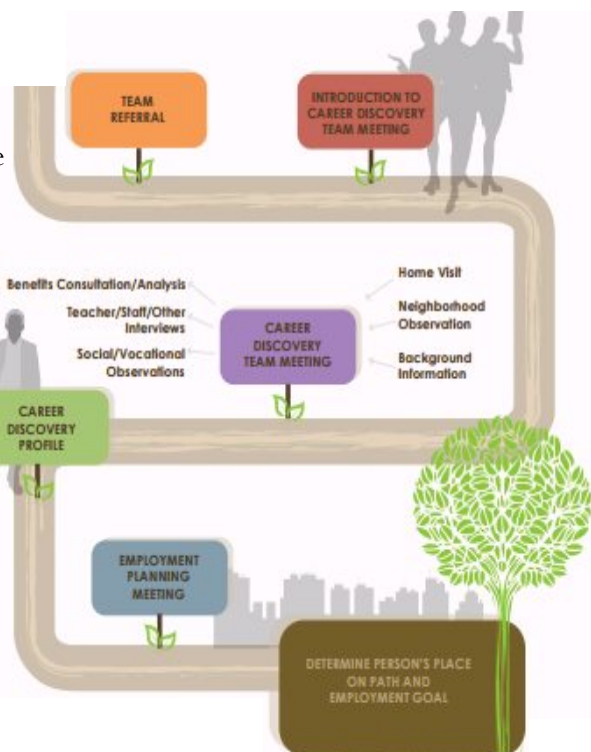 TEAM
REFERRAL
INTRODUCTION TO
CAREER DISCOVERY
TEAM MEETING
e
Benefits Consultation/Analysis
Teacher/Staff/Other
Interviews
Social/Vocational
Observations
CAREER
DISCOVERY
TEAM MEETING
Home Visit
Neighborhood
Observation
Background
Information
CAREER
DISCOVERY
PROFILE
EMPLOYMENT
PLANNING
MEETING
DETERMINE PERSON'S PLACE
ON PATH AND
EMPLOYMENT GOAL